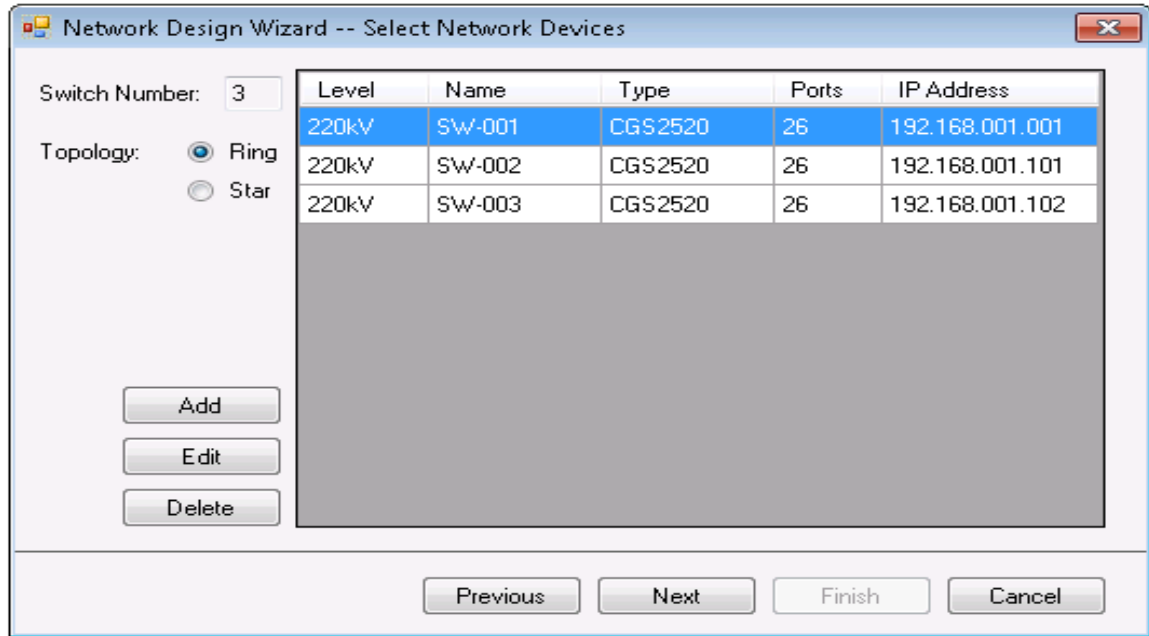 Network Design Wizard -- Select Network Devices
Switch Number: 3
Topology: Ring
Star
Level Name Type Ports IP Address
220kV SW-001 CGS2520 26 192.168.001.001
220kV SW-002 CGS2520 26 192.168.001.101
220kV SW-003 CGS2520 26 192.168.001.102
Add
Edit
Delete
Previous Next Finish Cancel